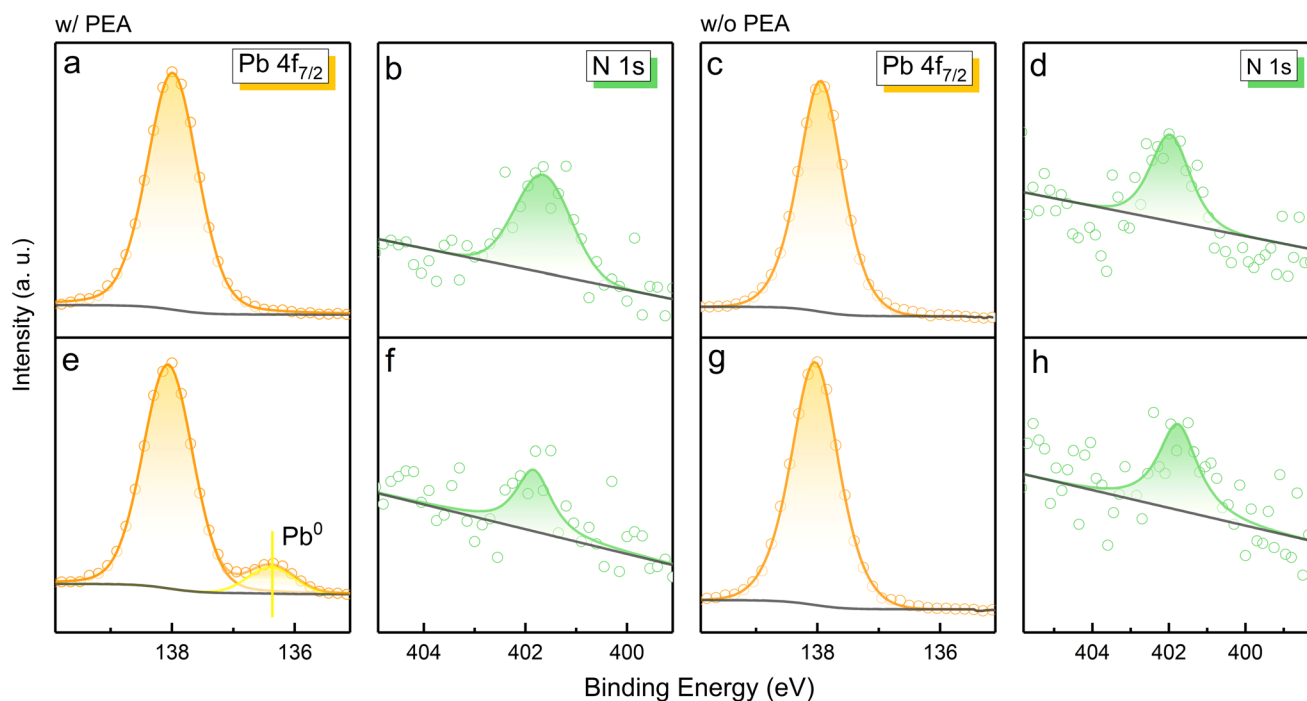 w/ PEA
w/o PEA
a
Pb 4f7/2
b
N 1s
c
Pb 4f7/2
d
N 1s
e
Pb0
f
g
h
Intensity (a. u.)
138
136
404
402
400
138
136
404
402
400
Binding Energy (eV)